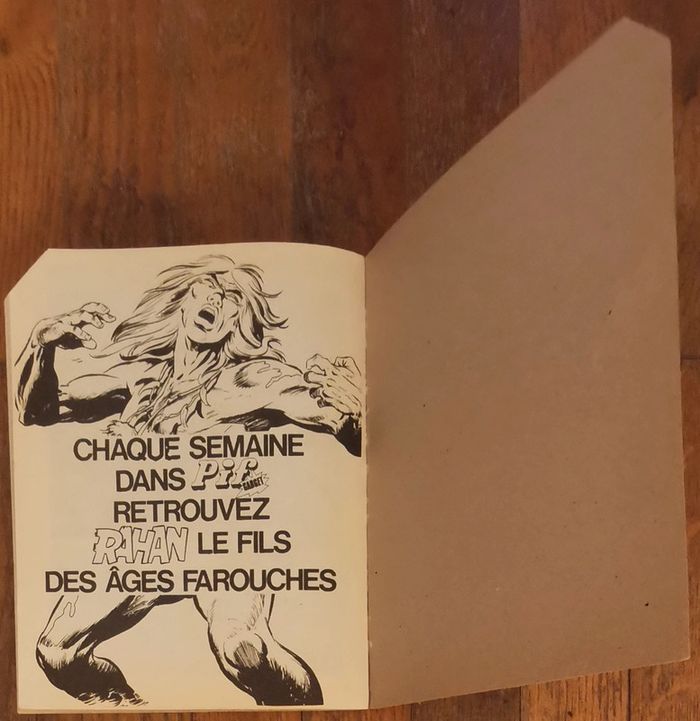 CHAQUE SEMAINE
DANS PIF GADGET
RETROUVEZ
RAHAN LE FILS
DES ÂGES FAROUCHES